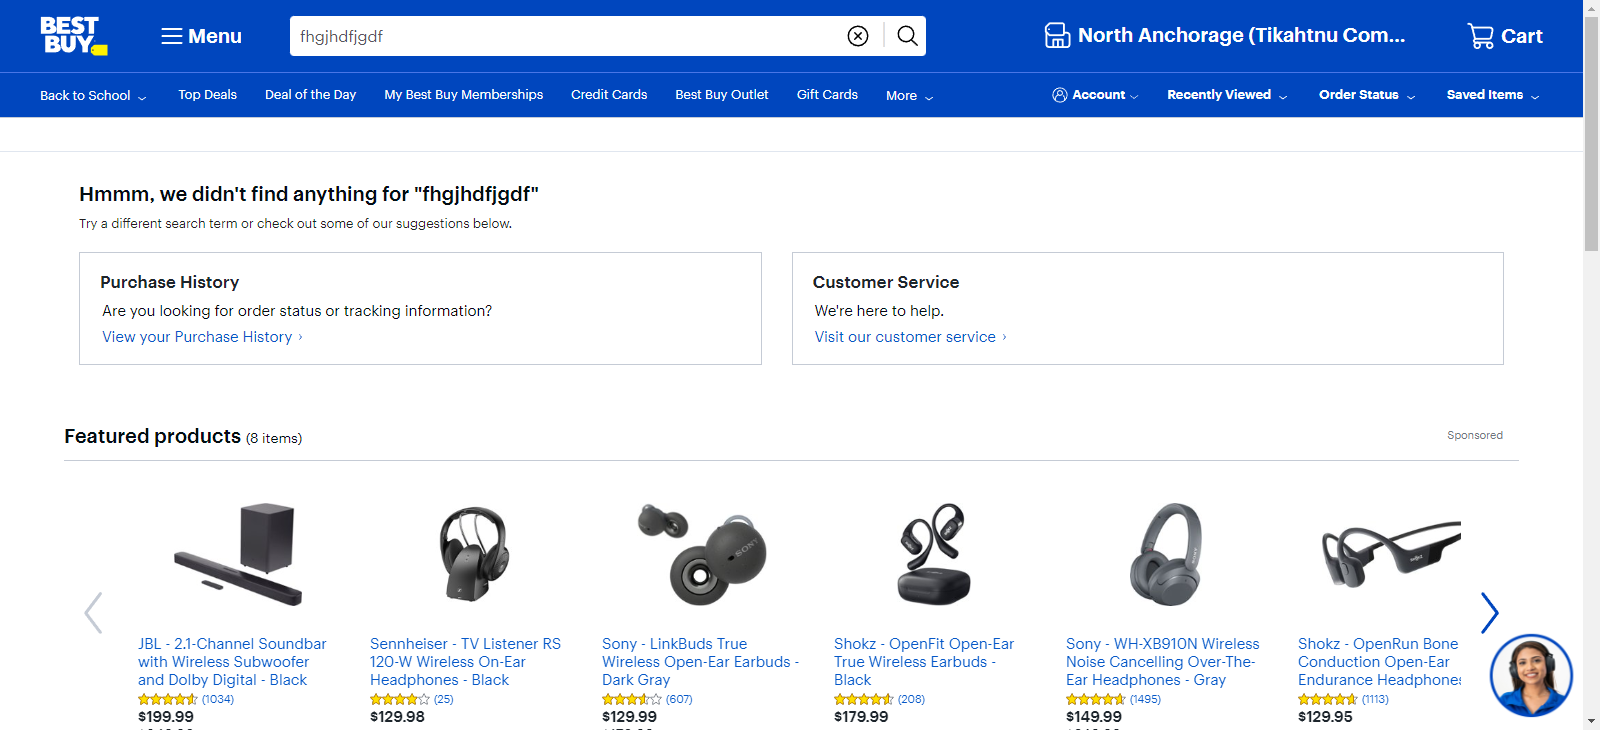 BEST BUY
Menu
fhgjhdfjgdf
North Anchorage (Tikahtnu Com...
Cart
Back to School
Top Deals
Deal of the Day
My Best Buy Memberships
Credit Cards
Best Buy Outlet
Gift Cards
More
Account
Recently Viewed
Order Status
Saved Items
Hmmm, we didn't find anything for "fhgjhdfjgdf"
Try a different search term or check out some of our suggestions below.
Purchase History
Are you looking for order status or tracking information?
View your Purchase History ›
Customer Service
We're here to help.
Visit our customer service ›
Featured products (8 items)
Sponsored
SONY
JBL - 2.1-Channel Soundbar
with Wireless Subwoofer
and Dolby Digital - Black
(1034)
$199.99
Sennheiser - TV Listener RS
120-W Wireless On-Ear
Headphones - Black
(25)
$129.98
Sony - LinkBuds True
Wireless Open-Ear Earbuds -
Dark Gray
(607)
$129.99
Shokz - OpenFit Open-Ear
True Wireless Earbuds -
Black
(208)
$179.99
Sony - WH-XB910N Wireless
Noise Cancelling Over-The-
Ear Headphones - Gray
(1495)
$149.99
Shokz - OpenRun Bone
Conduction Open-Ear
Endurance Headphones
(1113)
$129.95